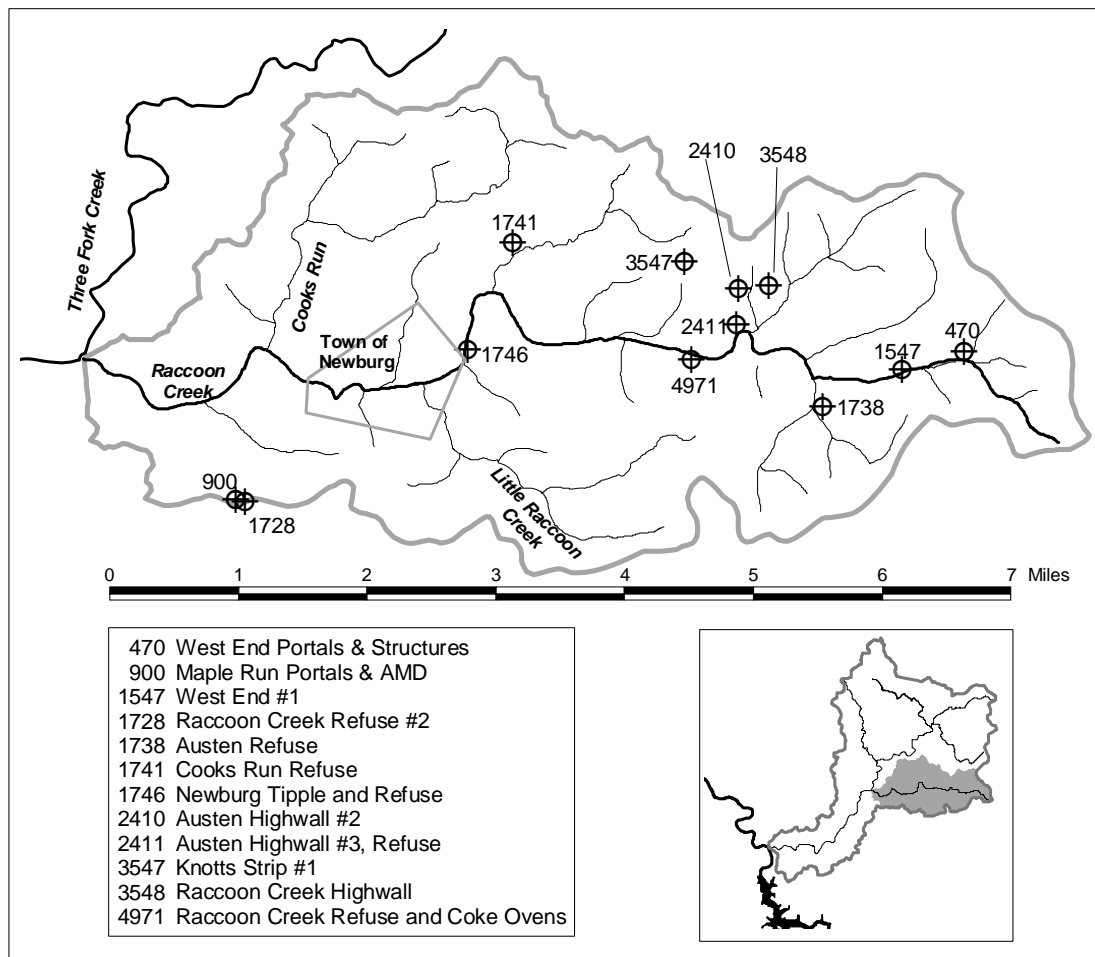 2410
3548
1741
3547
Three Fork Creek
Cooks Run
2411
470
Town of
Newburg
1746
1547
4971
Raccoon
Creek
1738
900
1728
Little Raccoon
Creek
0 1 2 3 4 5 6 7 Miles
470 West End Portals & Structures
900 Maple Run Portals & AMD
1547 West End #1
1728 Raccoon Creek Refuse #2
1738 Austen Refuse
1741 Cooks Run Refuse
1746 Newburg Tipple and Refuse
2410 Austen Highwall #2
2411 Austen Highwall #3, Refuse
3547 Knotts Strip #1
3548 Raccoon Creek Highwall
4971 Raccoon Creek Refuse and Coke Ovens